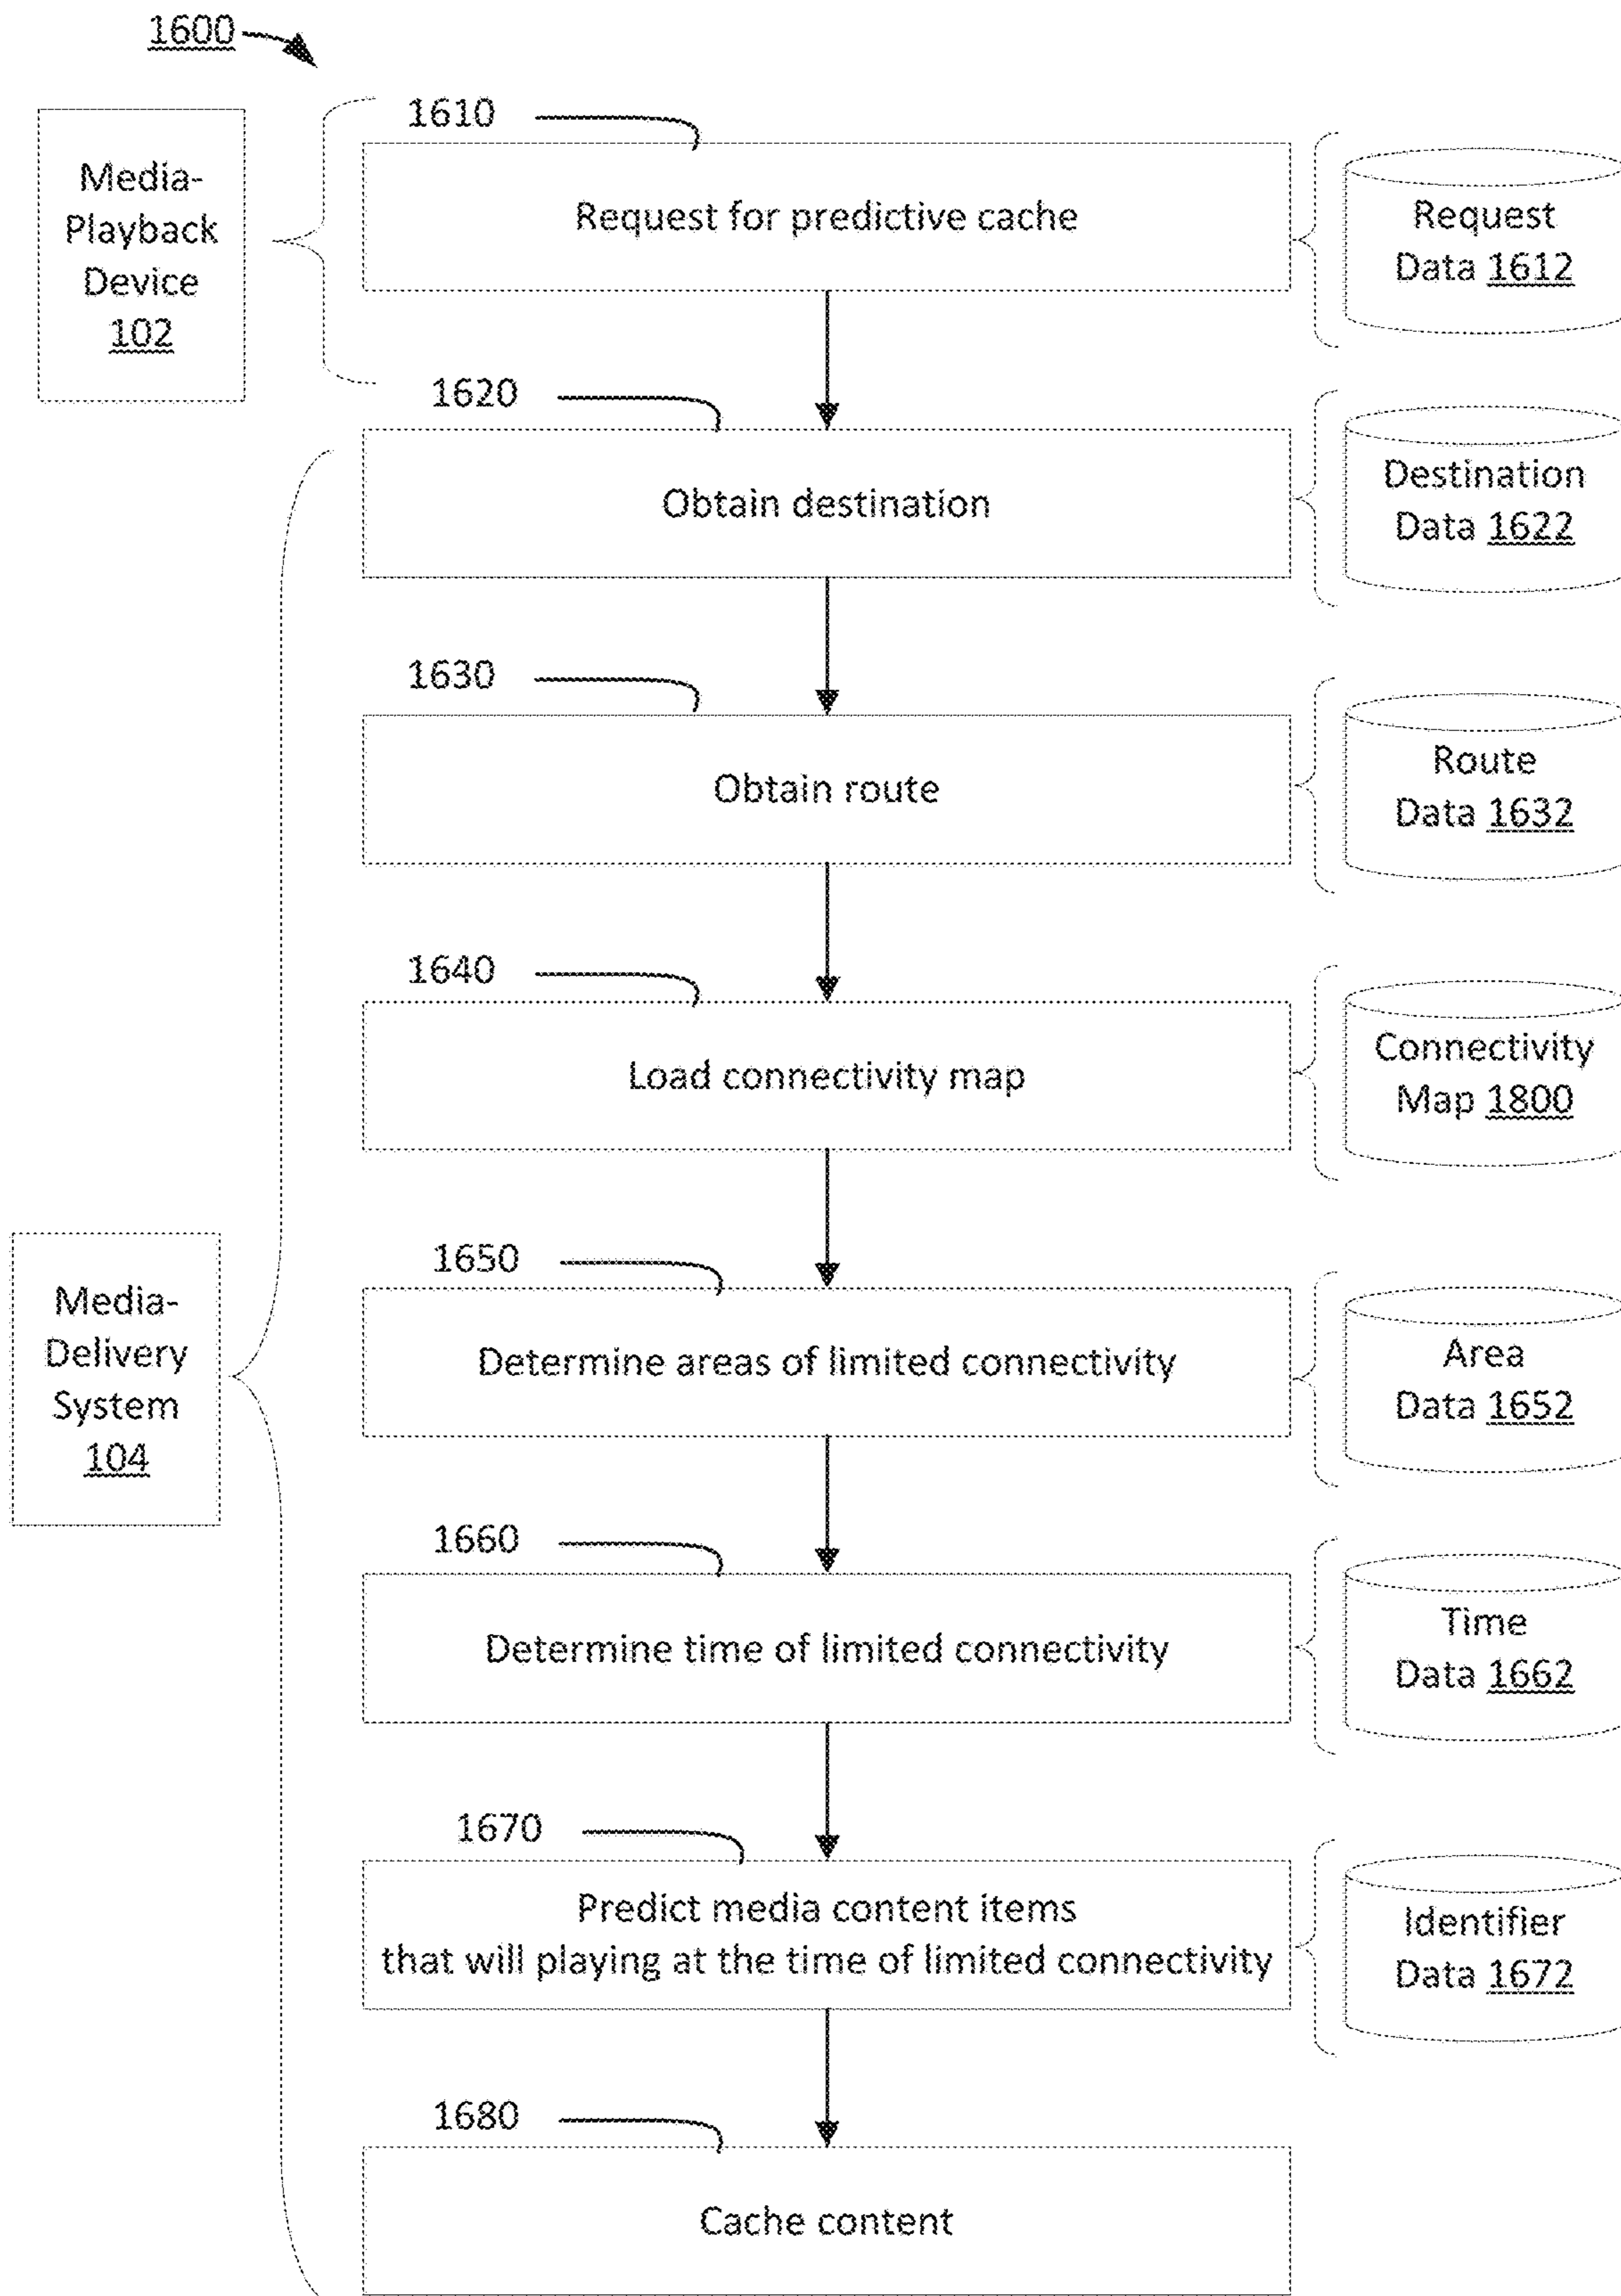 1600
1610
Media-
Playback
Device
102
Request for predictive cache
Request
Data 1612
1620
Obtain destination
Destination
Data 1622
1630
Obtain route
Route
Data 1632
1640
Load connectivity map
Connectivity
Map 1800
Media-
Delivery
System
104
1650
Determine areas of limited connectivity
Area
Data 1652
1660
Determine time of limited connectivity
Time
Data 1662
1670
Predict media content items
that will playing at the time of limited connectivity
Identifier
Data 1672
1680
Cache content